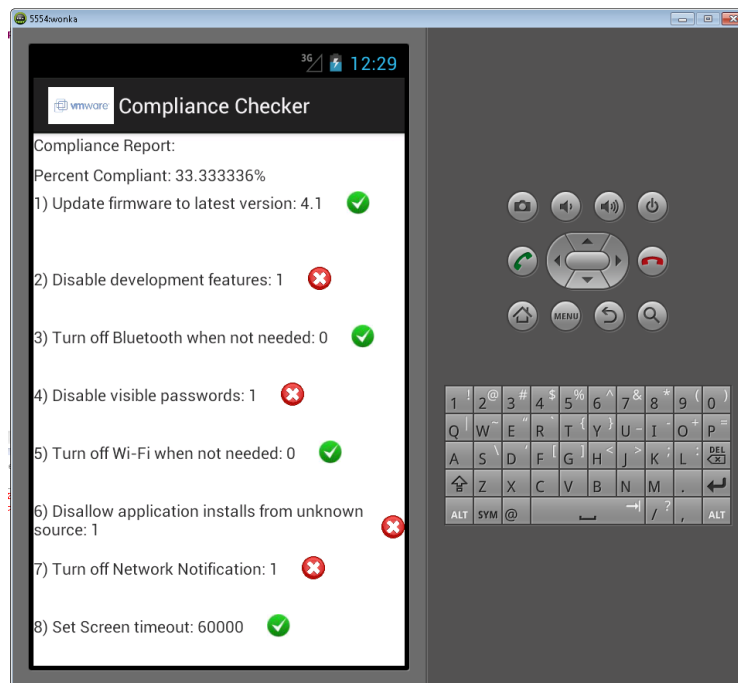 5554:wonka
3G 12:29
vmware Compliance Checker
Compliance Report:
Percent Compliant: 33.333336%
1) Update firmware to latest version: 4.1
2) Disable development features: 1
3) Turn off Bluetooth when not needed: 0
4) Disable visible passwords: 1
5) Turn off Wi-Fi when not needed: 0
6) Disallow application installs from unknown
source: 1
7) Turn off Network Notification: 1
8) Set Screen timeout: 60000
MENU
1 ! 2 @ 3 # 4 $ 5 % 6 ^ 7 & 8 * 9 ( 0 )
Q | W ~ E " R ` T { Y } U _ I - O + P =
A S \ D ' F [ G ] H < J > K ; L : DEL
Z X C V B N M .
ALT SYM @ / ? , ALT